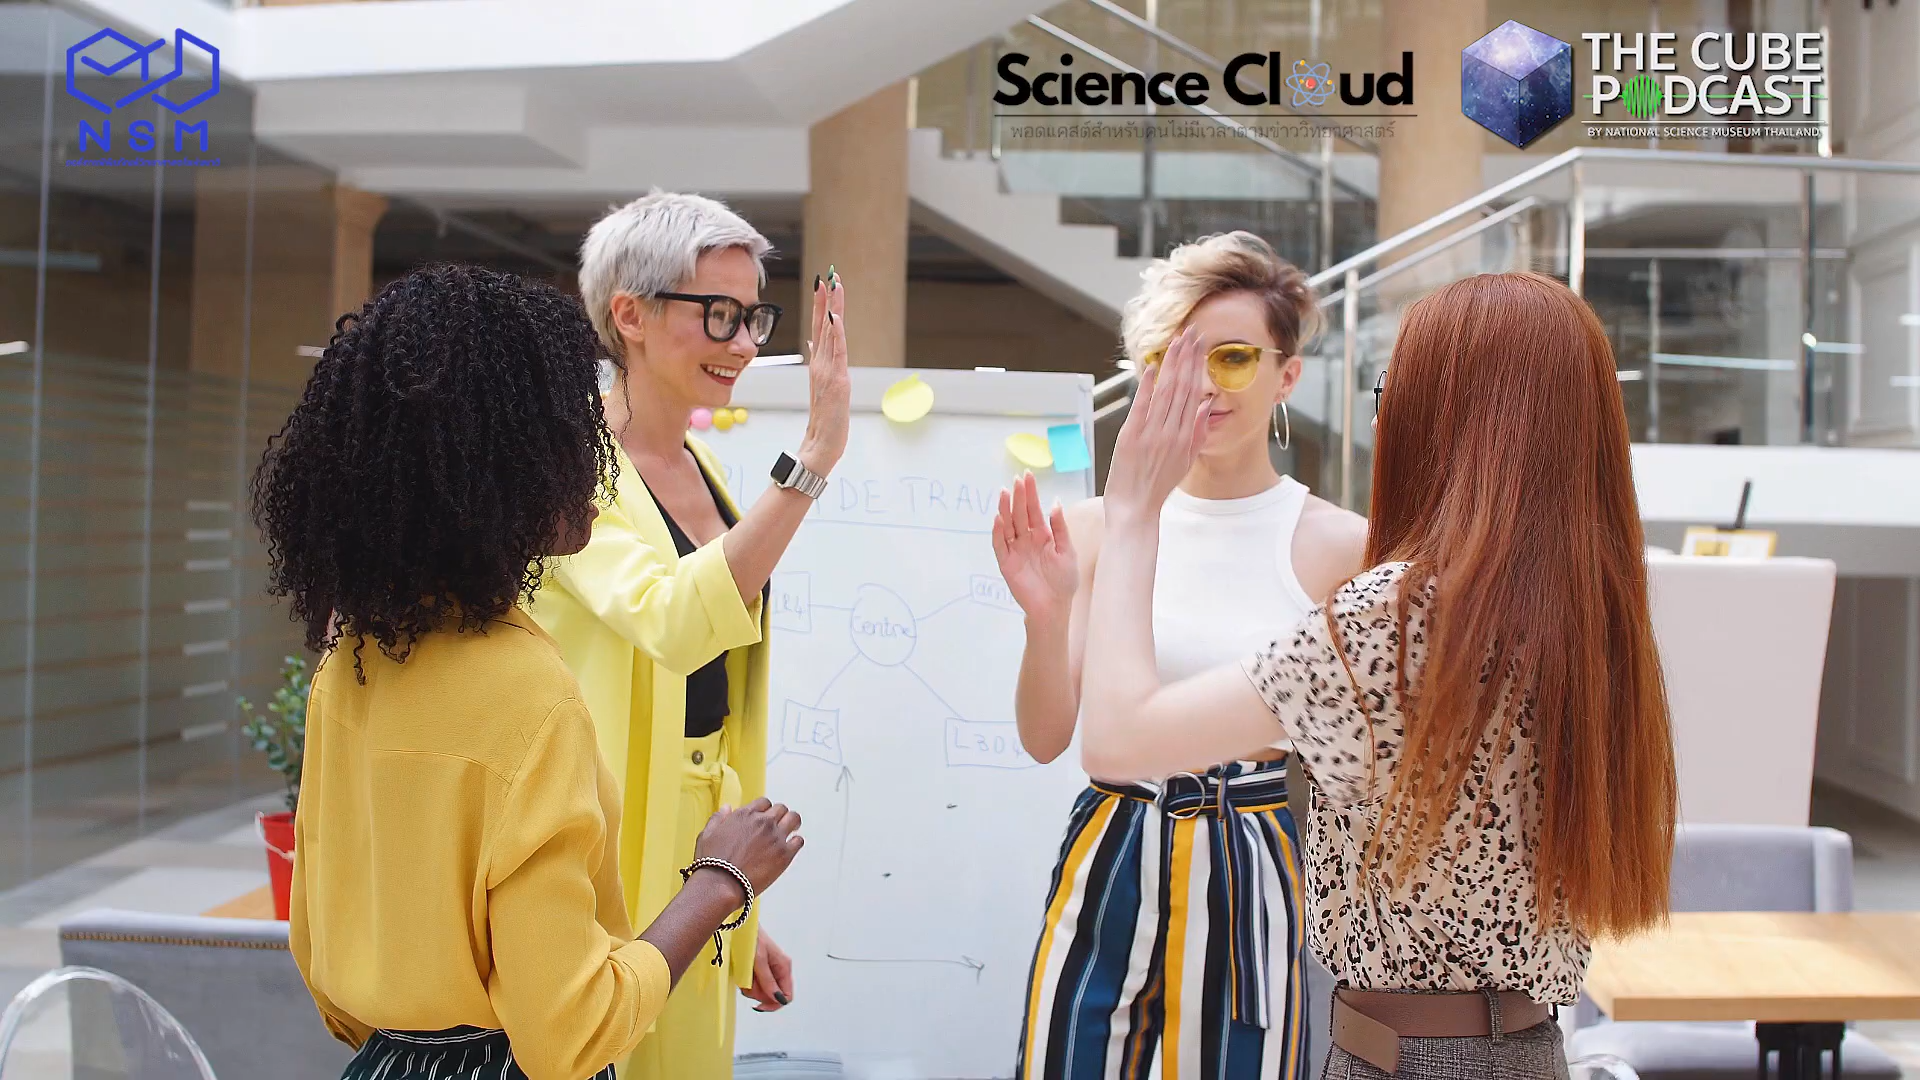 NSM
Science Cloud
พอดแคสต์สำหรับคนไม่มีเวลาตามข่าววิทยาศาสตร์
THE CUBE
PODCAST
BY NATIONAL SCIENCE MUSEUM THAILAND
DE TRAV
Centre
LE2